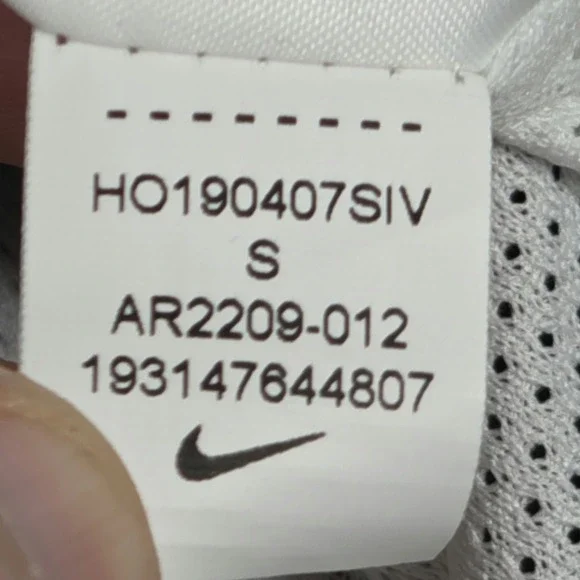 --------
HO190407SIV
S
AR2209-012
193147644807